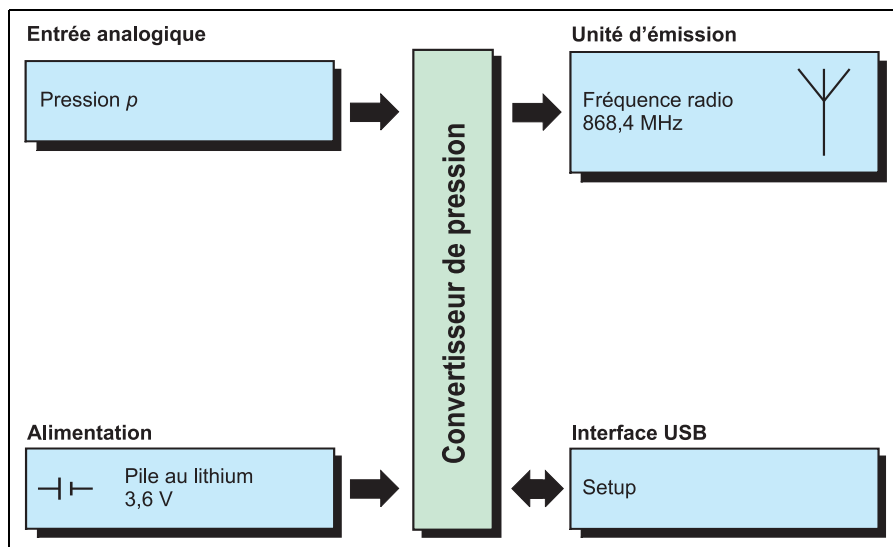 Entrée analogique
Pression p
Unité d'émission
Fréquence radio
868,4 MHz
Convertisseur de pression
Alimentation
Pile au lithium
3,6 V
Interface USB
Setup